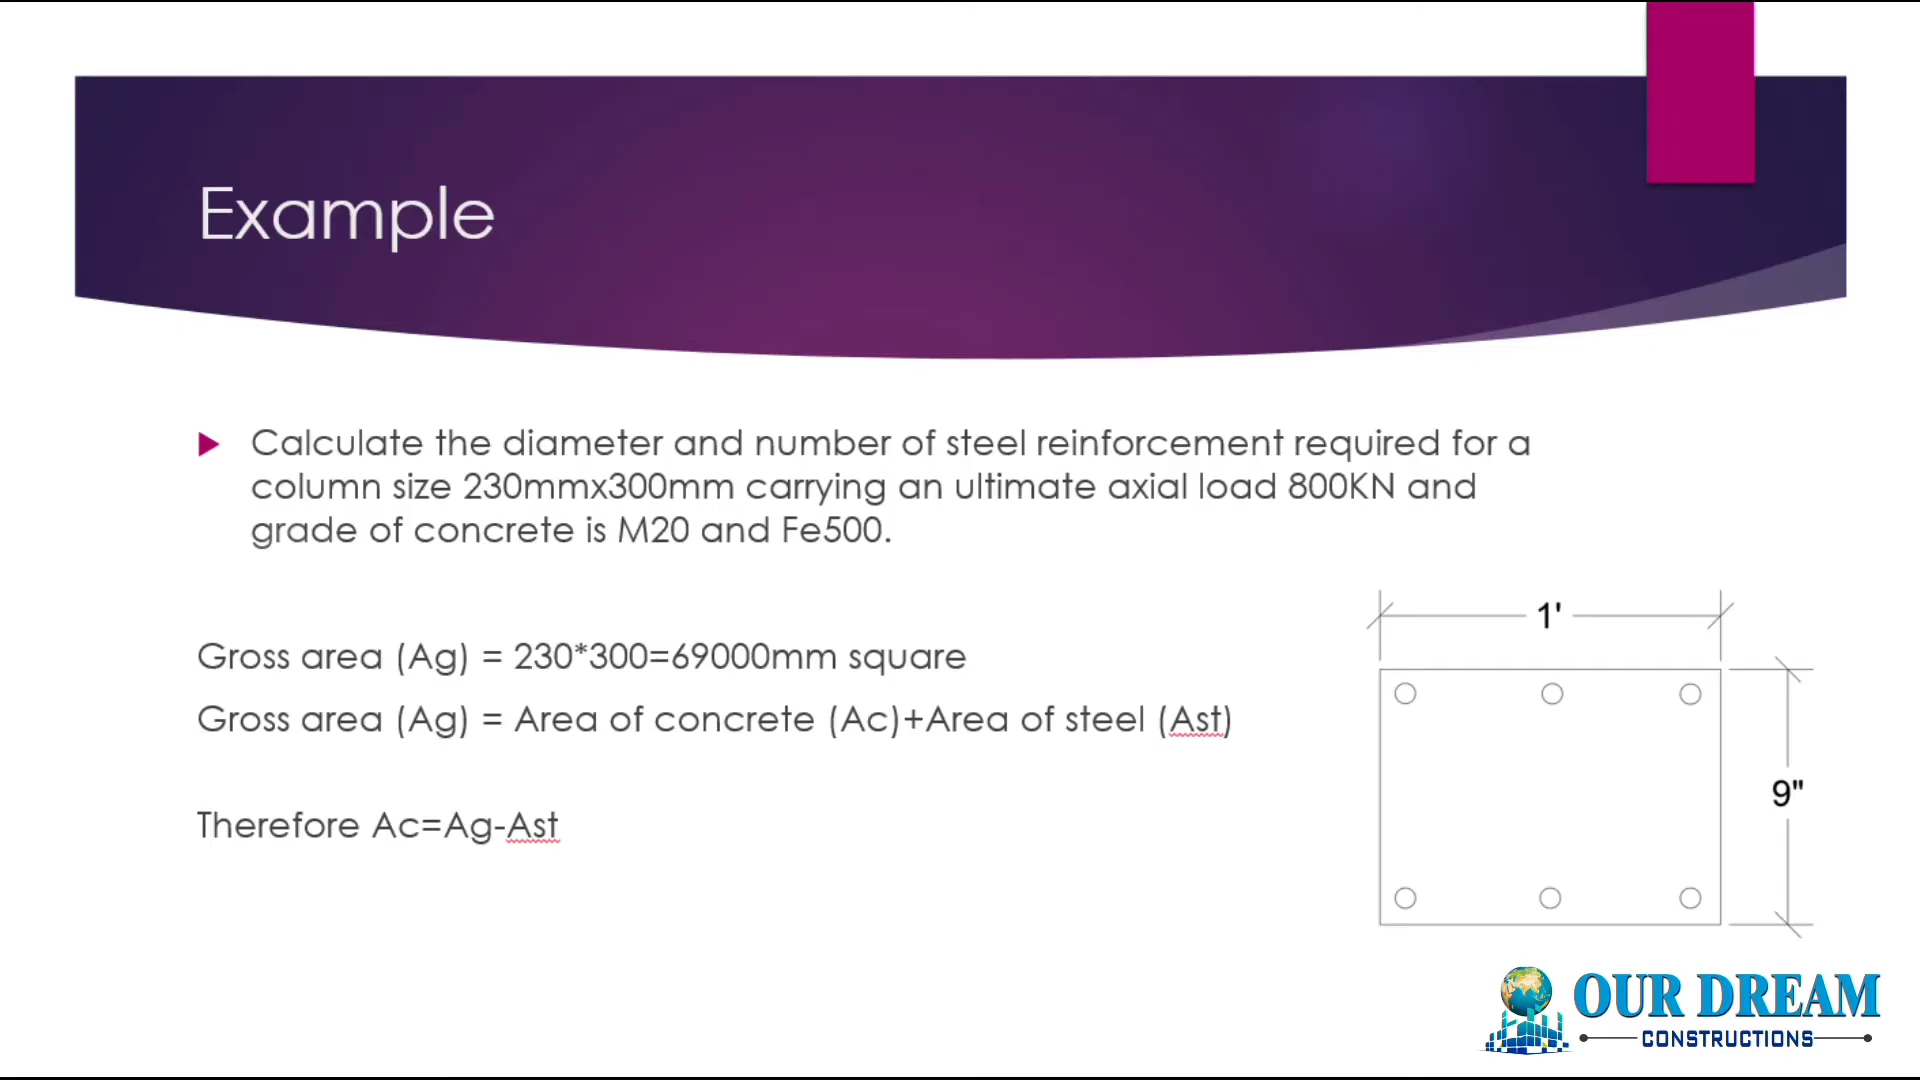 Example
Calculate the diameter and number of steel reinforcement required for a
column size 230mmx300mm carrying an ultimate axial load 800KN and
grade of concrete is M20 and Fe500.
1'
Gross area (Ag) = 230*300=69000mm square
Gross area (Ag) = Area of concrete (Ac)+Area of steel (Ast)
9"
Therefore Ac=Ag-Ast
OUR DREAM
CONSTRUCTIONS